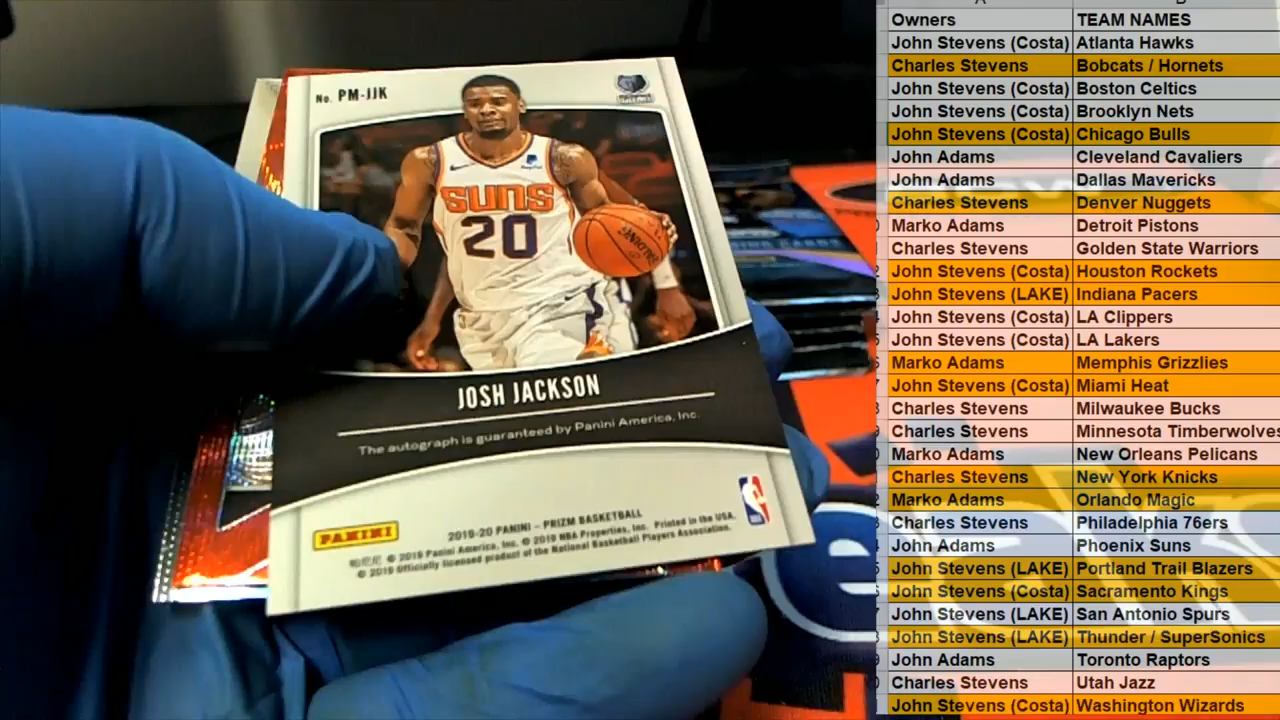 No. PM-JJK
SUNS
20
SPALDING
JOSH JACKSON
The autograph is guaranteed by Panini America, Inc.
PANINI
2019-20 PANINI – PRIZM BASKETBALL
© 2019 Panini America, Inc. © 2019 NBA Properties, Inc. Printed in the USA.
© 2019 Officially licensed product of the National Basketball Players Association.
Owners TEAM NAMES
John Stevens (Costa) Atlanta Hawks
Charles Stevens Bobcats / Hornets
John Stevens (Costa) Boston Celtics
John Stevens (Costa) Brooklyn Nets
John Stevens (Costa) Chicago Bulls
John Adams Cleveland Cavaliers
John Adams Dallas Mavericks
Charles Stevens Denver Nuggets
Marko Adams Detroit Pistons
Charles Stevens Golden State Warriors
John Stevens (Costa) Houston Rockets
John Stevens (LAKE) Indiana Pacers
John Stevens (Costa) LA Clippers
John Stevens (Costa) LA Lakers
Marko Adams Memphis Grizzlies
John Stevens (Costa) Miami Heat
Charles Stevens Milwaukee Bucks
Charles Stevens Minnesota Timberwolves
Marko Adams New Orleans Pelicans
Charles Stevens New York Knicks
Marko Adams Orlando Magic
Charles Stevens Philadelphia 76ers
John Adams Phoenix Suns
John Stevens (LAKE) Portland Trail Blazers
John Stevens (Costa) Sacramento Kings
John Stevens (LAKE) San Antonio Spurs
John Stevens (LAKE) Thunder / SuperSonics
John Adams Toronto Raptors
Charles Stevens Utah Jazz
John Stevens (Costa) Washington Wizards